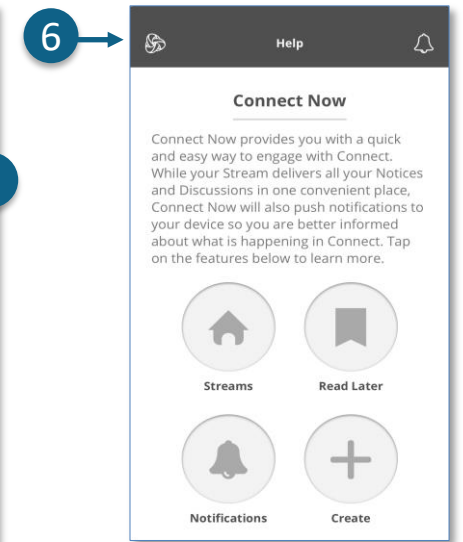 6
Help
Connect Now
Connect Now provides you with a quick
and easy way to engage with Connect.
While your Stream delivers all your Notices
and Discussions in one convenient place,
Connect Now will also push notifications to
your device so you are better informed
about what is happening in Connect. Tap
on the features below to learn more.
Streams
Read Later
Notifications
Create